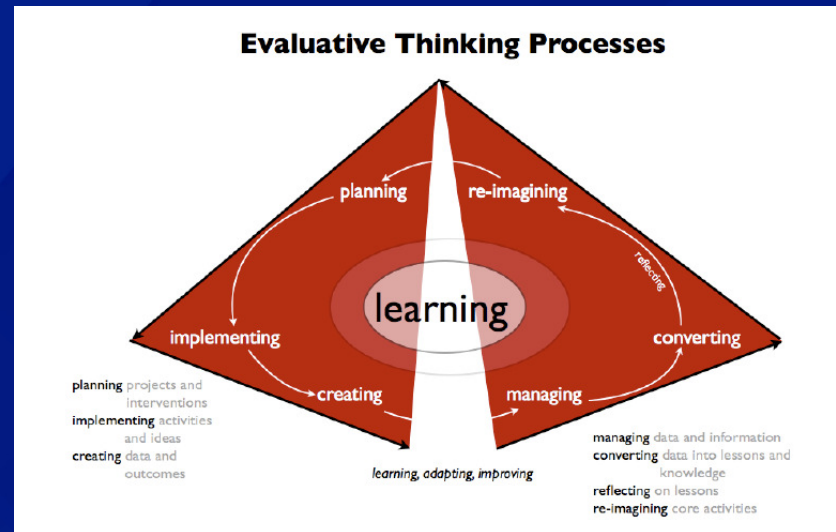 Evaluative Thinking Processes
planning
re-imagining
reflecting
learning
implementing
converting
creating
managing
planning projects and
interventions
implementing activities
and ideas
creating data and
outcomes
learning, adapting, improving
managing data and information
converting data into lessons and
knowledge
reflecting on lessons
re-imagining core activities